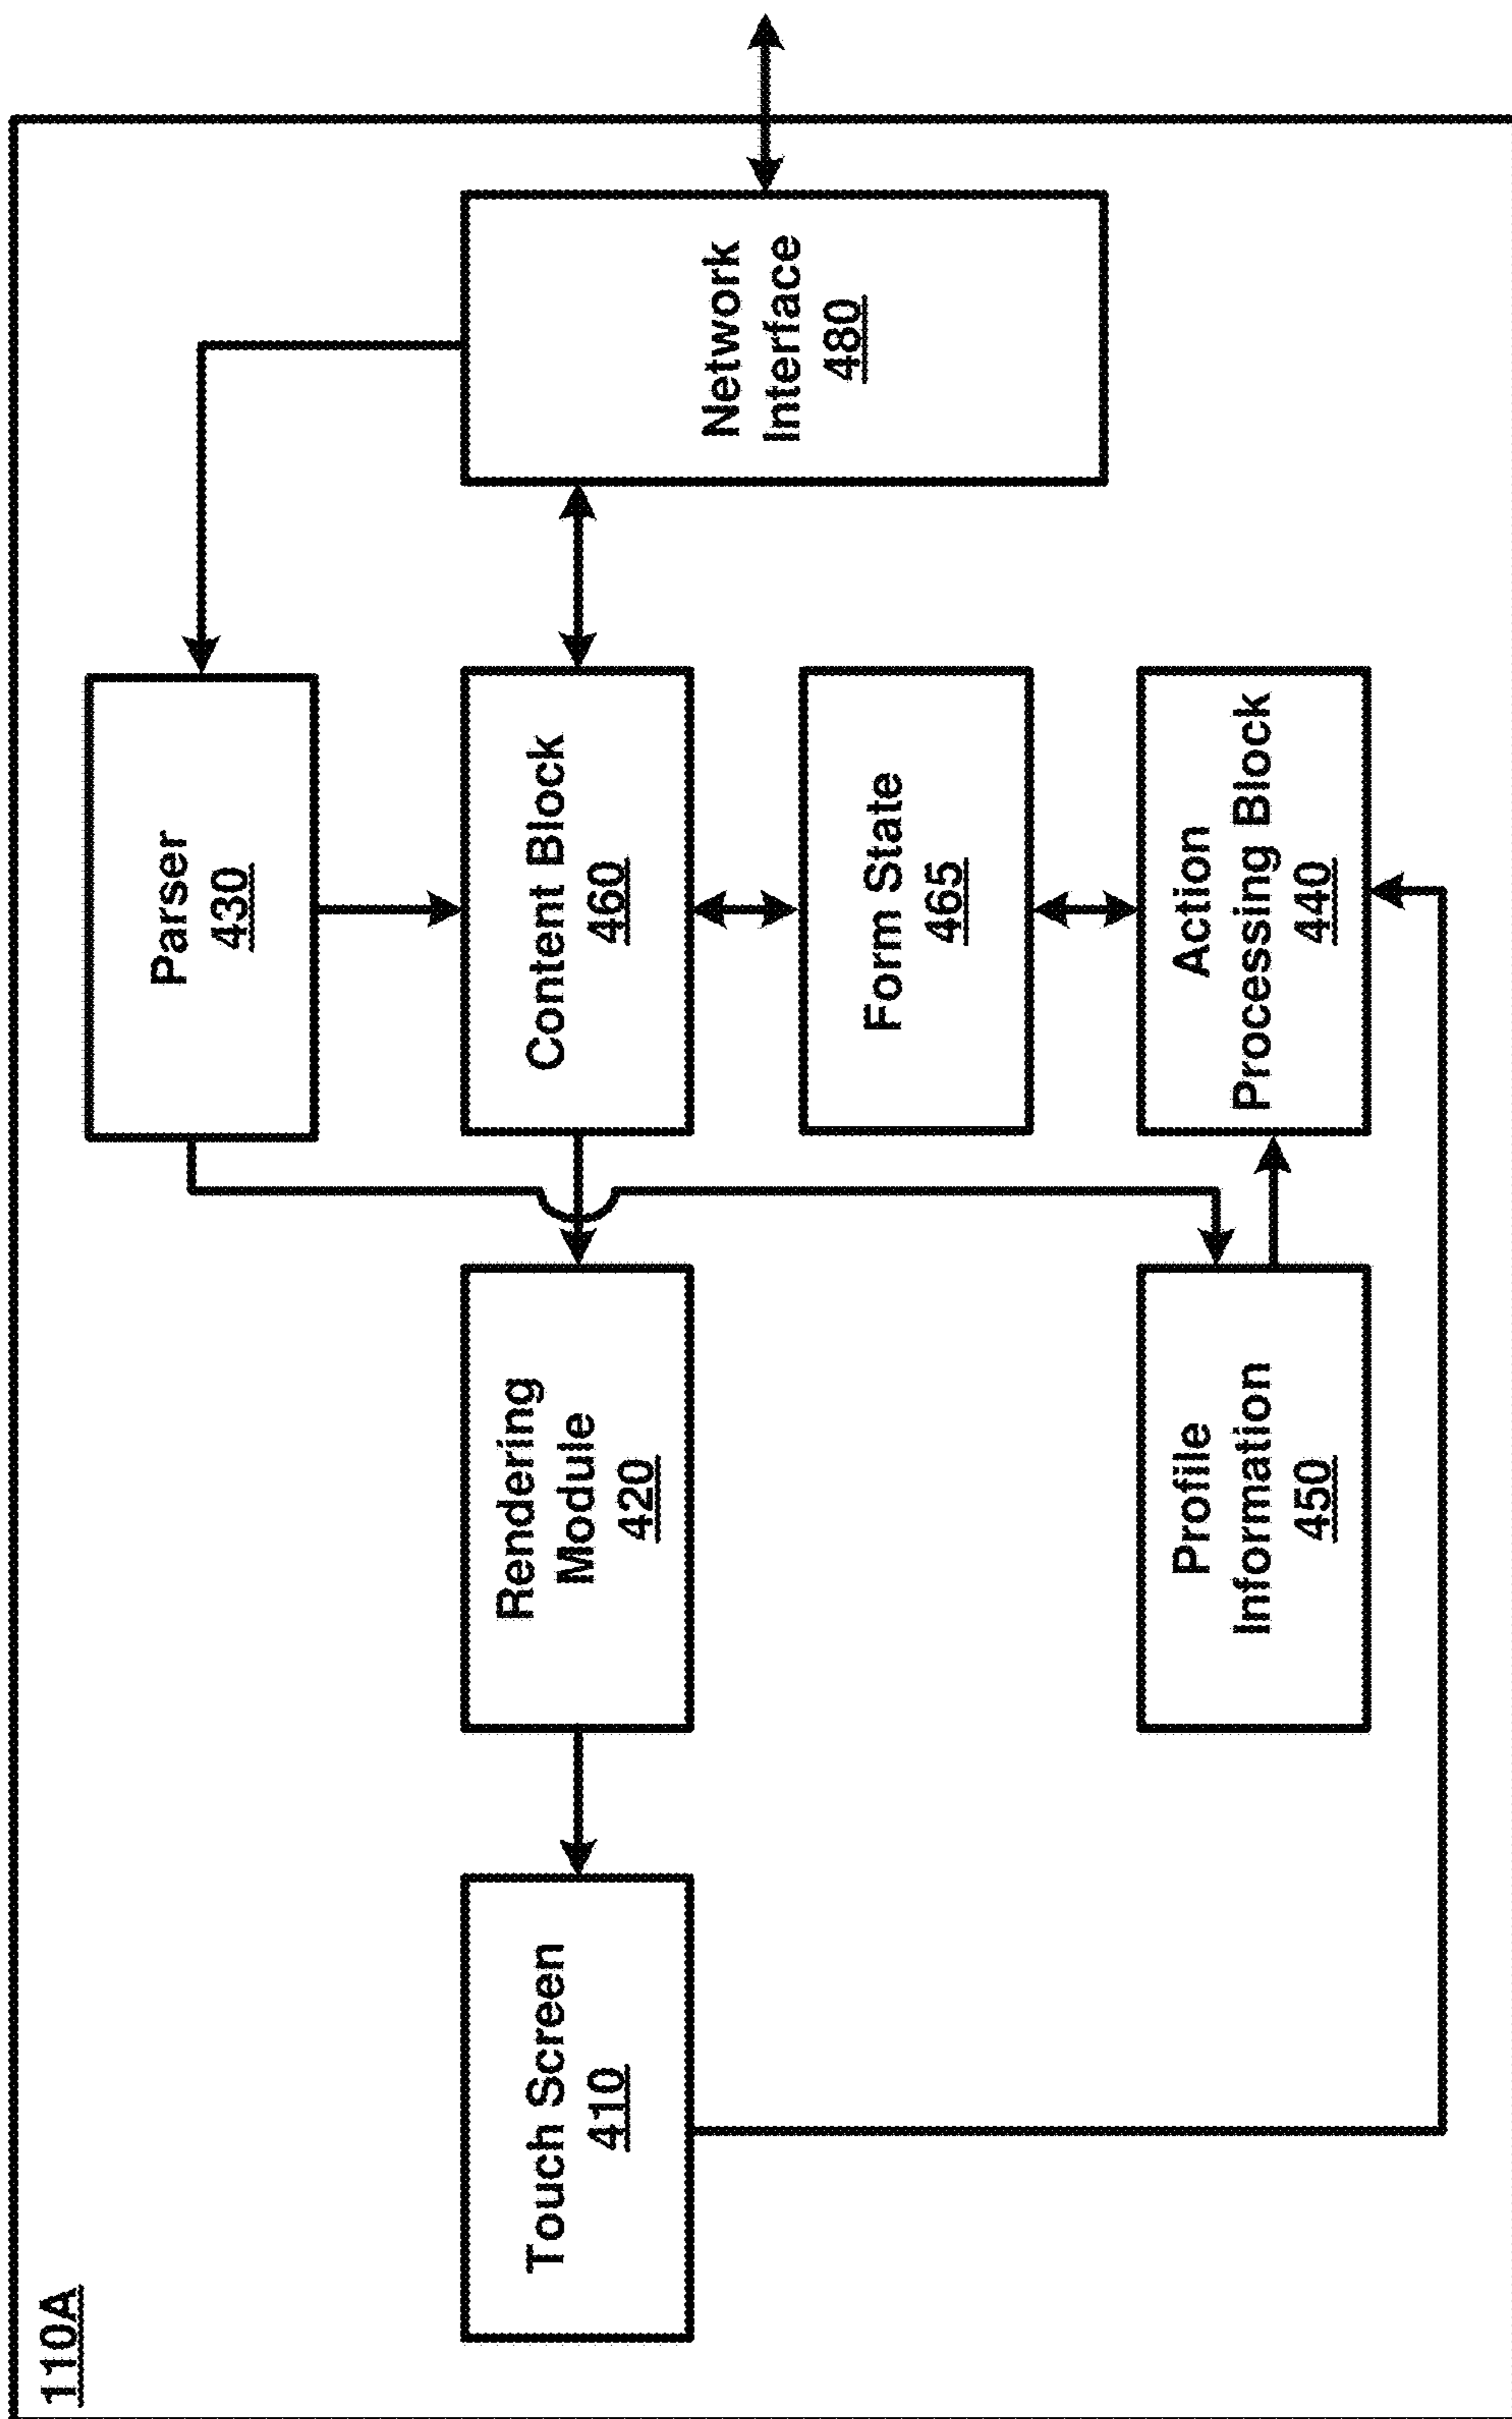 110A
Parser
430
Touch Screen
410
Rendering
Module
420
Content Block
460
Network
Interface
480
Form State
465
Profile
Information
450
Action
Processing Block
440